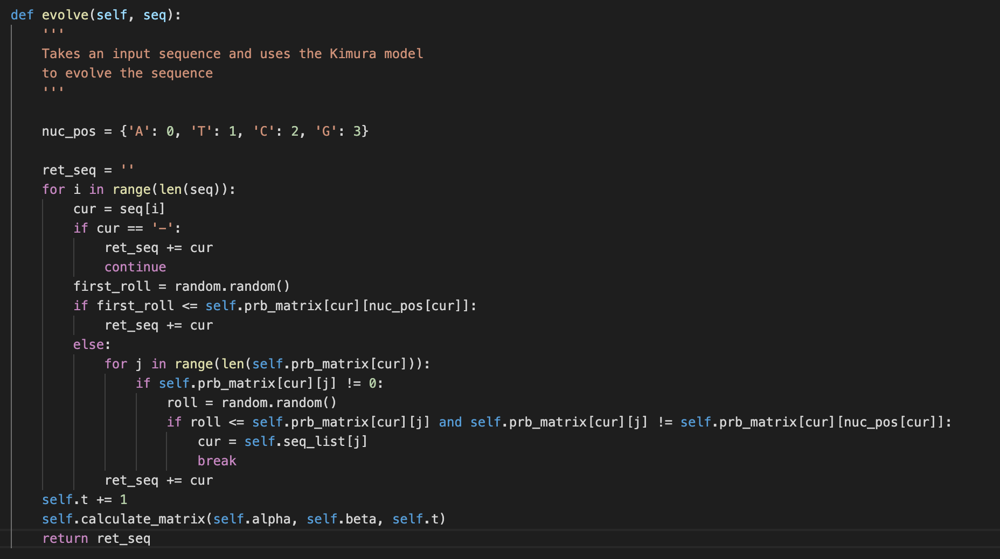 def evolve(self, seq):
    '''
    Takes an input sequence and uses the Kimura model
    to evolve the sequence
    '''

    nuc_pos = {'A': 0, 'T': 1, 'C': 2, 'G': 3}

    ret_seq = ''
    for i in range(len(seq)):
        cur = seq[i]
        if cur == '-':
            ret_seq += cur
            continue
        first_roll = random.random()
        if first_roll <= self.prb_matrix[cur][nuc_pos[cur]]:
            ret_seq += cur
        else:
            for j in range(len(self.prb_matrix[cur])):
                if self.prb_matrix[cur][j] != 0:
                    roll = random.random()
                    if roll <= self.prb_matrix[cur][j] and self.prb_matrix[cur][j] != self.prb_matrix[cur][nuc_pos[cur]]:
                        cur = self.seq_list[j]
                        break
            ret_seq += cur
    self.t += 1
    self.calculate_matrix(self.alpha, self.beta, self.t)
    return ret_seq